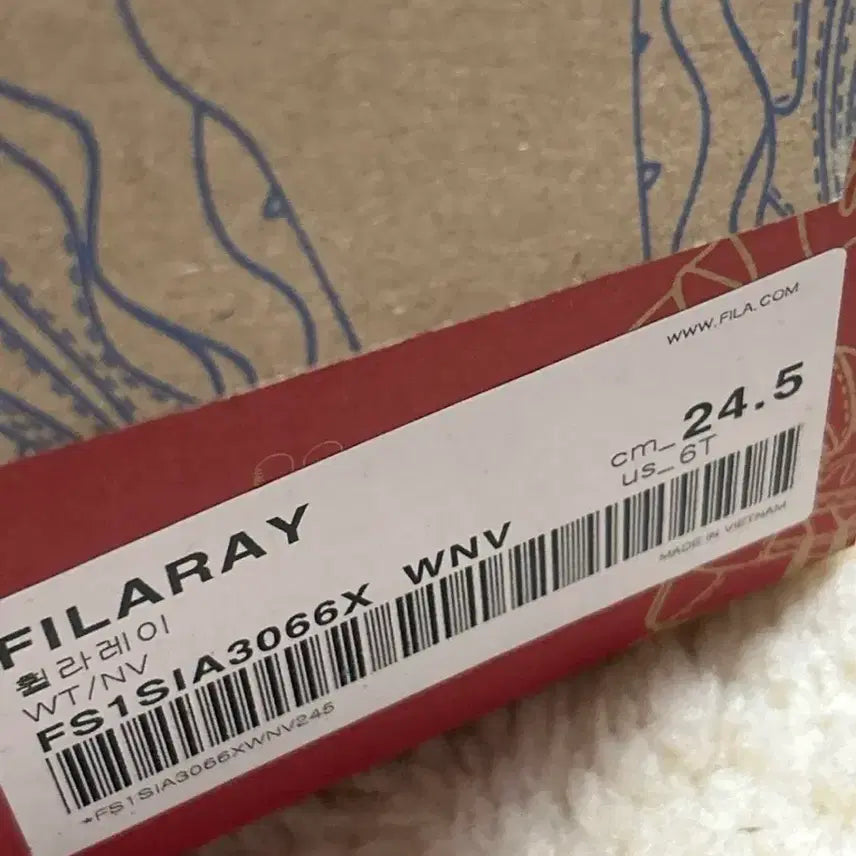 WWW.FILA.COM
cm_24.5
us_6T
FILARAY
휠라레이
WT/NV
FS1SIA3066X WNV
MADE IN VIETNAM
*FS1SIA3066XWNV245